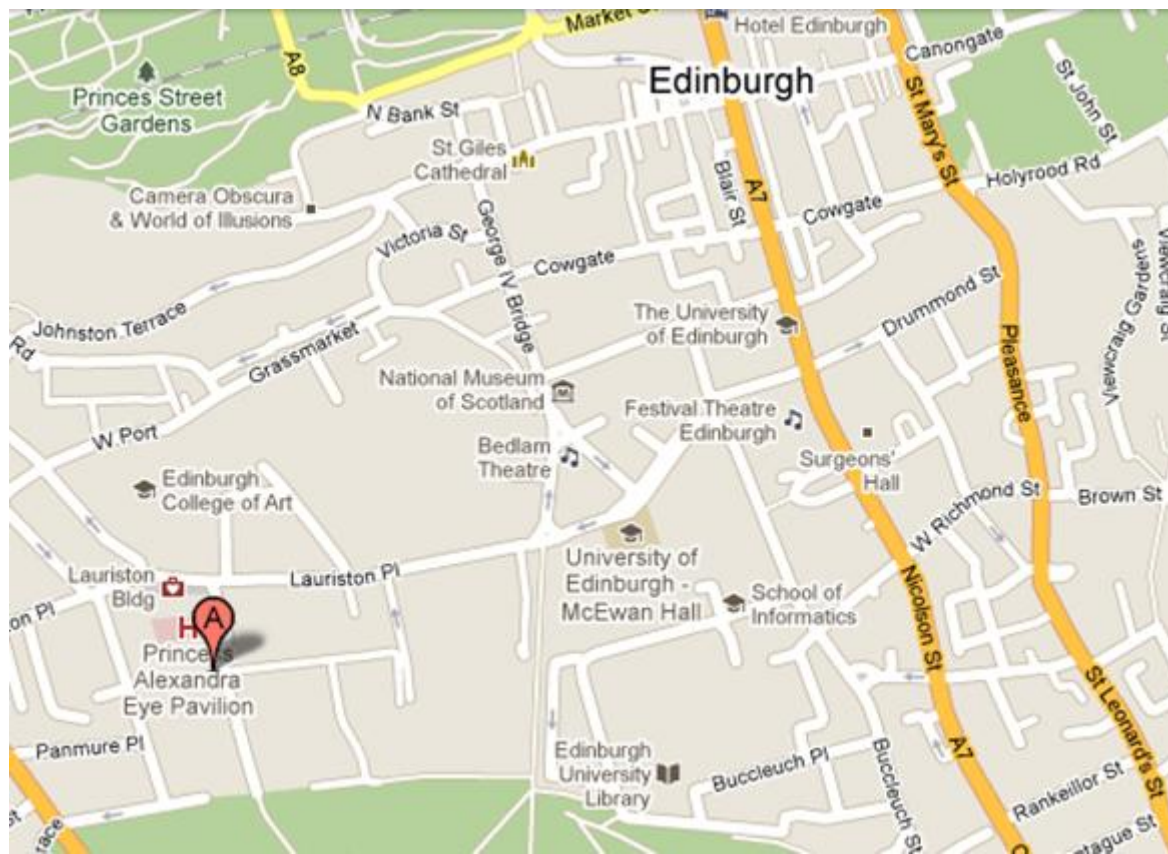 Market
Hotel Edinburgh
Canongate
A8
Edinburgh
Princes Street
Gardens
N Bank St
St John St
St Mary's St
St Giles
Cathedral
Blair St
A7
Holyrood Rd
Camera Obscura
& World of Illusions
Cowgate
Victoria St
George IV Bridge
Cowgate
Viewcraig Gardens
Viewcraig St
Drummond St
The University
of Edinburgh
Johnston Terrace
Rd
Grassmarket
Pleasance
National Museum
of Scotland
Festival Theatre
Edinburgh
W Port
Bedlam
Theatre
Surgeons'
Hall
Edinburgh
College of Art
W Richmond St
Brown St
Lauriston
Bldg
Lauriston Pl
University of
Edinburgh -
McEwan Hall
Nicolson St
School of
Informatics
on Pl
H
A
Princess
Alexandra
Eye Pavilion
St Leonard's St
Panmure Pl
Edinburgh
University
Library
Buccleuch Pl
Buccleuch St
A7
Rankeillor St
tague St
race